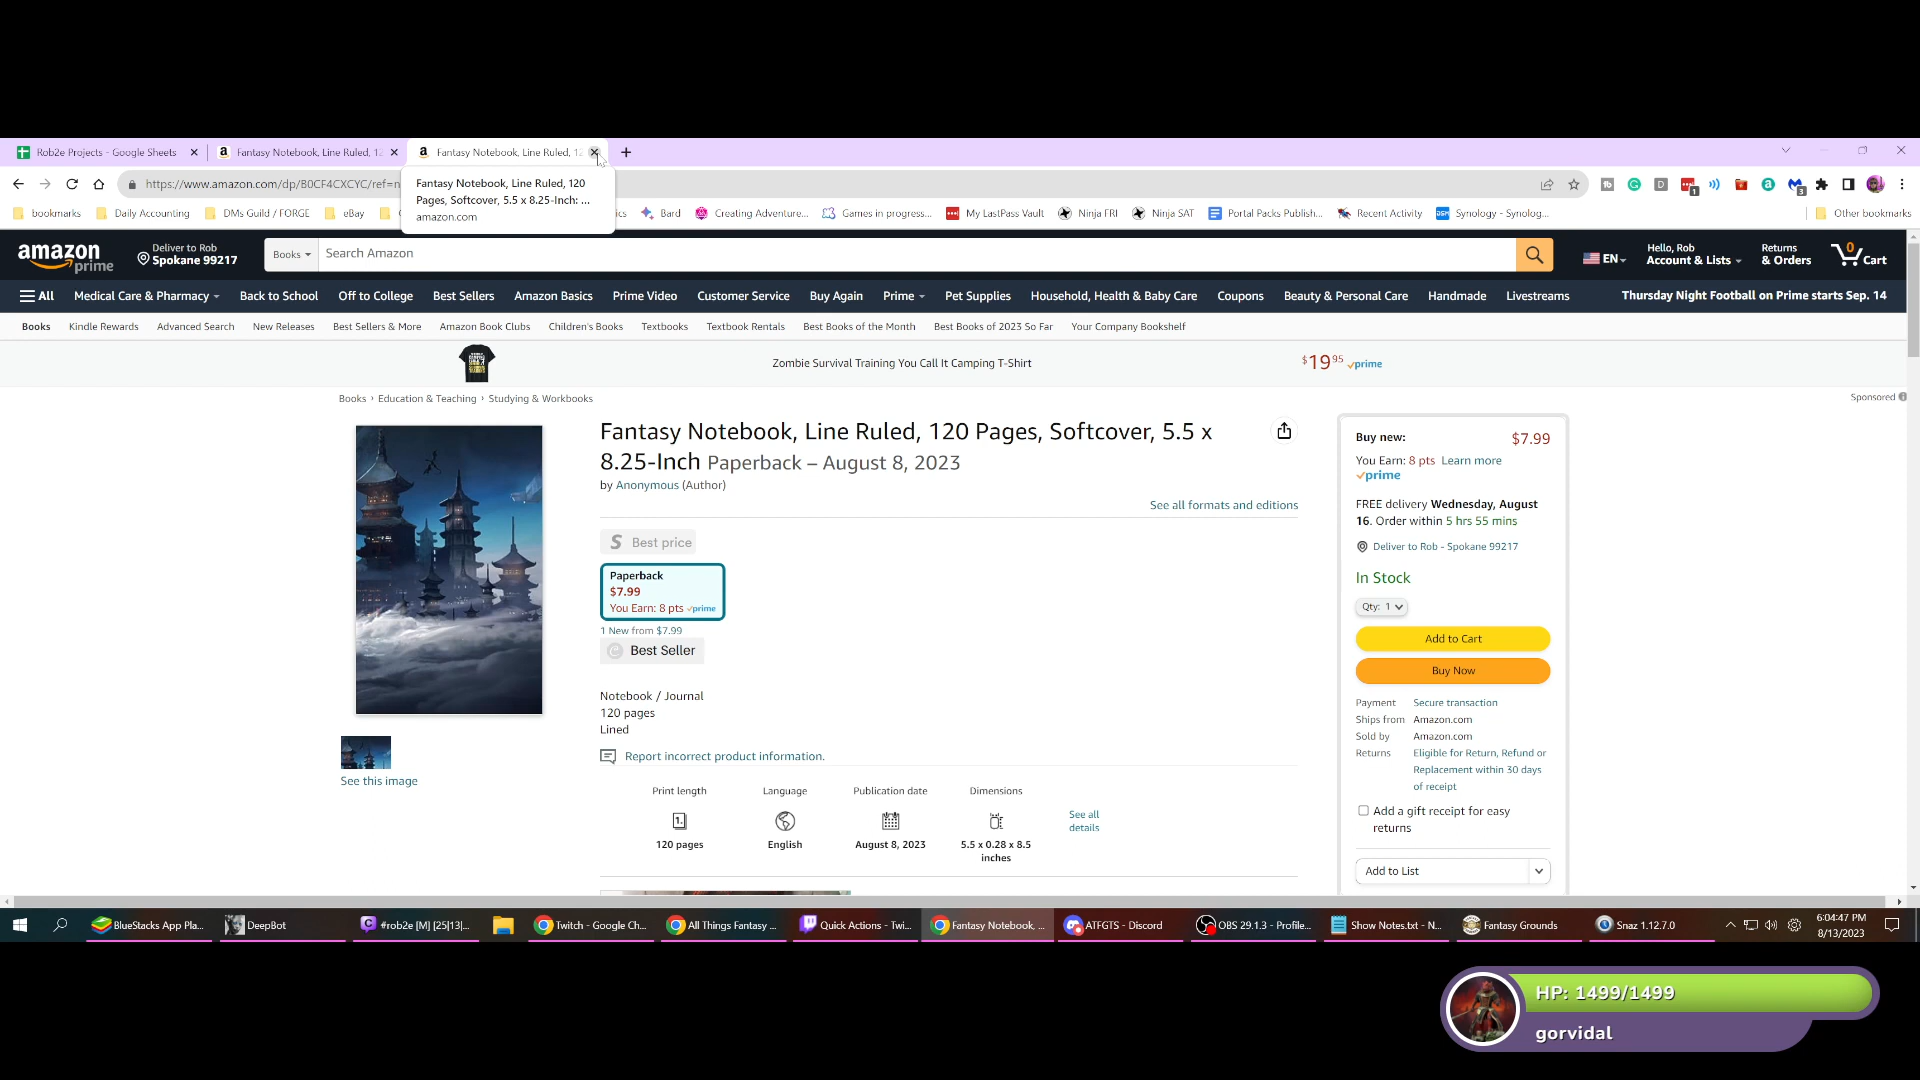 Rob2e Projects - Google Sheets
Fantasy Notebook, Line Ruled, 12
Fantasy Notebook, Line Ruled, 12
https://www.amazon.com/dp/B0CF4CXCYC/ref=n
Fantasy Notebook, Line Ruled, 120
Pages, Softcover, 5.5 x 8.25-Inch: ...
amazon.com
bookmarks
Daily Accounting
DMs Guild / FORGE
eBay
ics
Bard
Creating Adventure...
Games in progress...
My LastPass Vault
Ninja FRI
Ninja SAT
Portal Packs Publish...
Recent Activity
Synology - Synolog...
Other bookmarks
amazon
prime
Deliver to Rob
Spokane 99217
Books
Search Amazon
EN
Hello, Rob
Account & Lists
Returns
& Orders
0
Cart
All
Medical Care & Pharmacy
Back to School
Off to College
Best Sellers
Amazon Basics
Prime Video
Customer Service
Buy Again
Prime
Pet Supplies
Household, Health & Baby Care
Coupons
Beauty & Personal Care
Handmade
Livestreams
Thursday Night Football on Prime starts Sep. 14
Books
Kindle Rewards
Advanced Search
New Releases
Best Sellers & More
Amazon Book Clubs
Children's Books
Textbooks
Textbook Rentals
Best Books of the Month
Best Books of 2023 So Far
Your Company Bookshelf
Zombie Survival Training You Call It Camping T-Shirt
$19 95 prime
Sponsored
Books › Education & Teaching › Studying & Workbooks
Fantasy Notebook, Line Ruled, 120 Pages, Softcover, 5.5 x
8.25-Inch Paperback – August 8, 2023
by Anonymous (Author)
See all formats and editions
Best price
Paperback
$7.99
You Earn: 8 pts prime
1 New from $7.99
Best Seller
Notebook / Journal
120 pages
Lined
Report incorrect product information.
See this image
Print length
Language
Publication date
Dimensions
120 pages
English
August 8, 2023
5.5 x 0.28 x 8.5
inches
See all
details
Buy new:
$7.99
You Earn: 8 pts Learn more
prime
FREE delivery Wednesday, August
16. Order within 5 hrs 55 mins
Deliver to Rob - Spokane 99217
In Stock
Qty: 1
Add to Cart
Buy Now
Payment Secure transaction
Ships from Amazon.com
Sold by Amazon.com
Returns Eligible for Return, Refund or
Replacement within 30 days
of receipt
Add a gift receipt for easy
returns
Add to List
BlueStacks App Pla...
DeepBot
#rob2e [M] [25|13|...
Twitch - Google Ch...
All Things Fantasy ...
Quick Actions - Twi...
Fantasy Notebook, ...
ATFGTS - Discord
OBS 29.1.3 - Profile...
Show Notes.txt - N...
Fantasy Grounds
Snaz 1.12.7.0
6:04:47 PM
8/13/2023
HP: 1499/1499
gorvidal